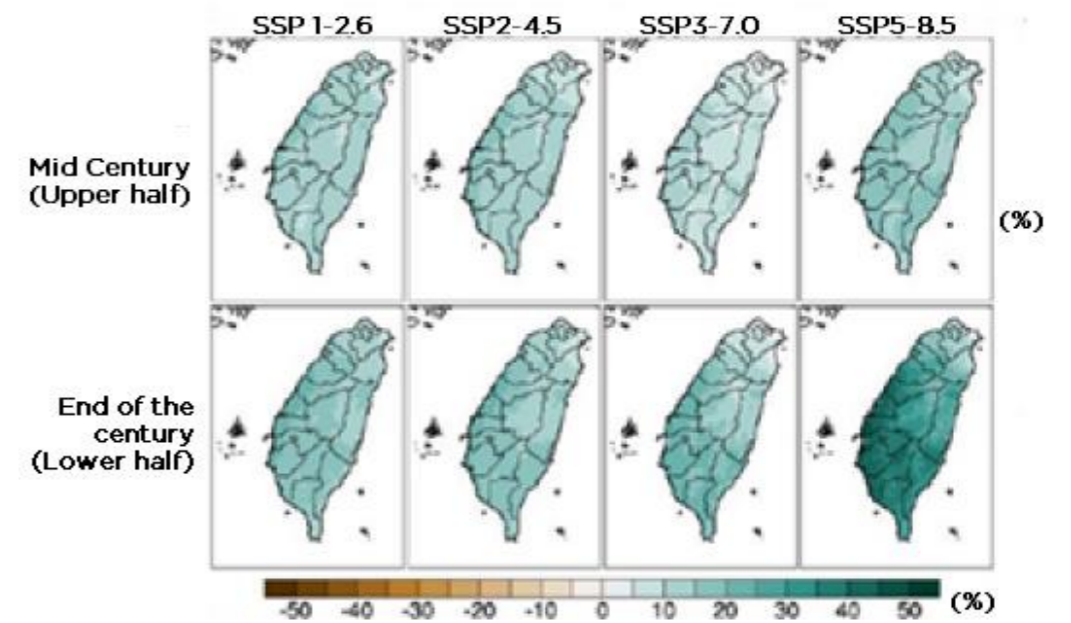 SSP 1-2.6 SSP2-4.5 SSP3-7.0 SSP5-8.5
Mid Century
(Upper half)
(%)
End of the
century
(Lower half)
-50 -40 -30 -20 -10 0 10 20 30 40 50 (%)